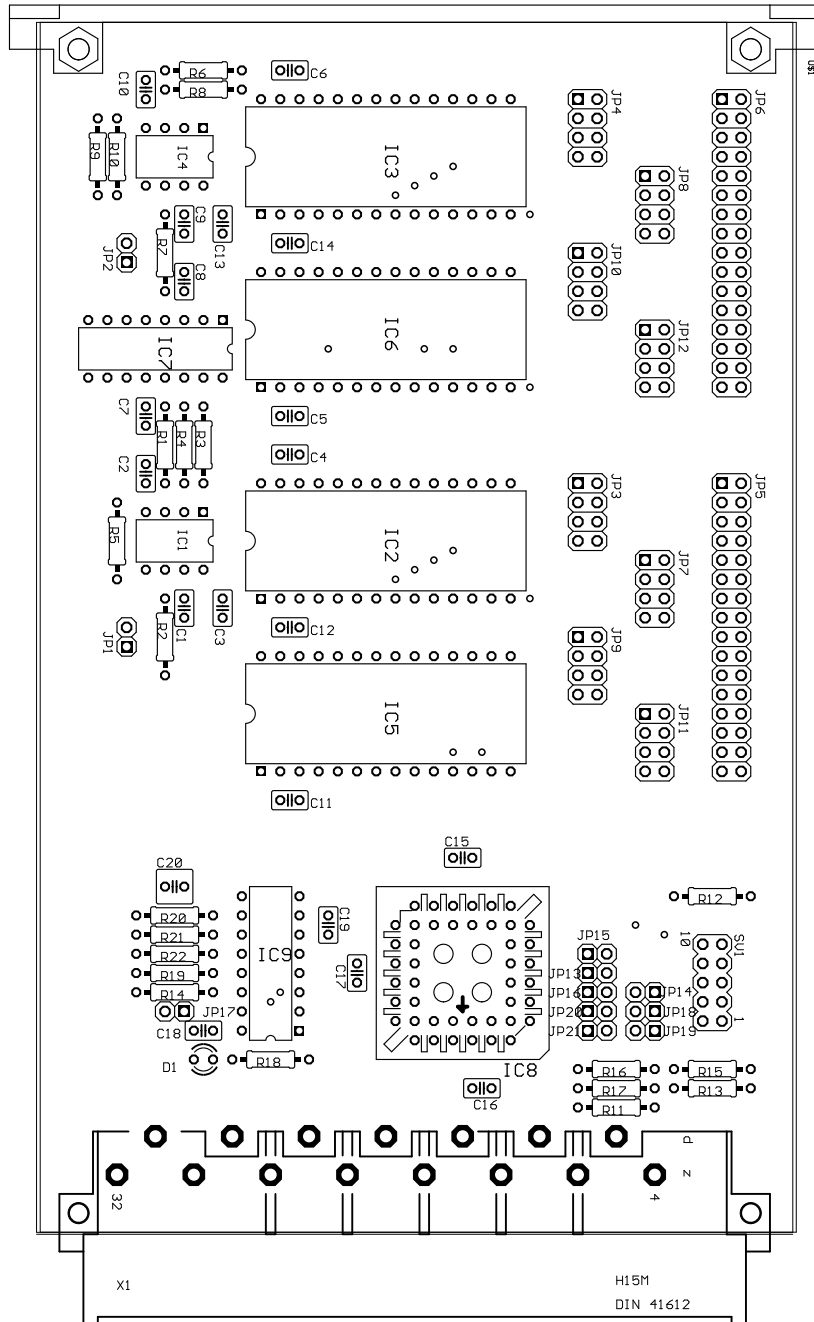 U$1
C10
R6
R8
C6
JP4
JP6
R9
R10
IC4
IC3
JP8
C9
C13
R7
JP2
C8
C14
JP10
IC7
IC6
JP12
C7
C5
R1
R4
R3
C2
C4
JP3
JP5
R5
IC1
IC2
JP7
C1
C3
R2
JP1
C12
JP9
IC5
JP11
C11
C15
C20
R12
R20
R21
R22
R19
R14
IC9
C19
C17
JP15
10
SV1
JP13
JP16
JP14
JP17
JP20
JP18
1
C18
JP21
JP19
D1
R18
IC8
R16
R15
R17
R13
C16
R11
d
z
32
4
X1
H15M
DIN 41612